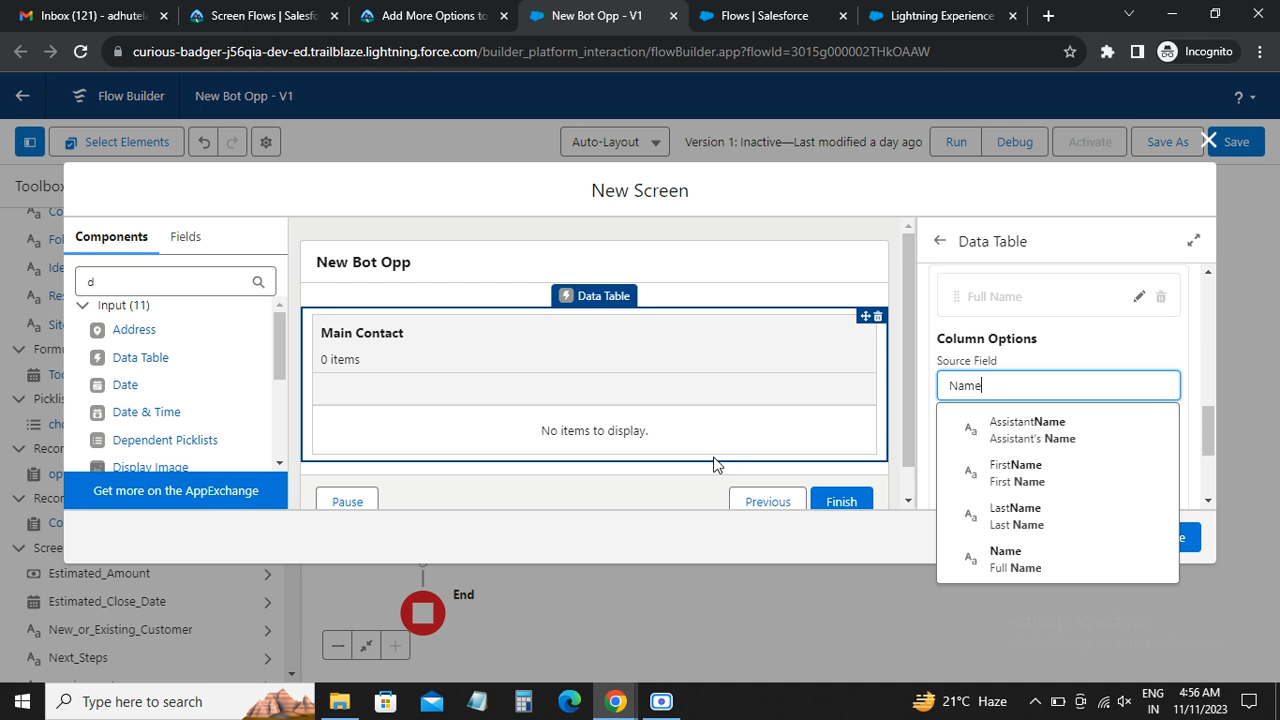 Inbox (121) - adhutela
Screen Flows | Salesf
Add More Options to
New Bot Opp - V1
Flows | Salesforce
Lightning Experience
curious-badger-j56qia-dev-ed.trailblaze.lightning.force.com/builder_platform_interaction/flowBuilder.app?flowId=3015g000002THkOAAW
Incognito
Flow Builder
New Bot Opp - V1
?
Select Elements
Auto-Layout
Version 1: Inactive—Last modified a day ago
Run
Debug
Activate
Save As
Save
Toolbox
New Screen
Components
Fields
d
Input (11)
Address
Data Table
Date
Date & Time
Dependent Picklists
Display Image
Get more on the AppExchange
New Bot Opp
Data Table
Main Contact
0 items
No items to display.
Pause
Previous
Finish
Data Table
Full Name
Column Options
Source Field
Name
AssistantName
Assistant's Name
FirstName
First Name
LastName
Last Name
Name
Full Name
Estimated_Amount
Estimated_Close_Date
New_or_Existing_Customer
Next_Steps
End
Activate Windows
Type here to search
21°C Haze
ENG
IN
4:56 AM
11/11/2023